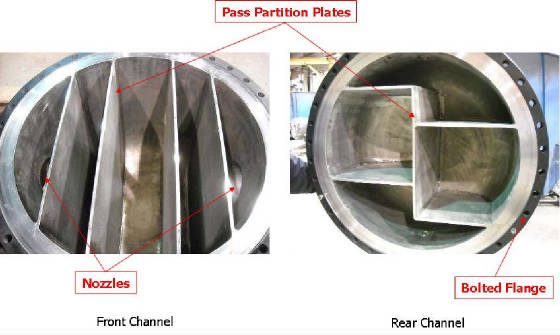 Pass Partition Plates
Nozzles
Bolted Flange
Front Channel
Rear Channel